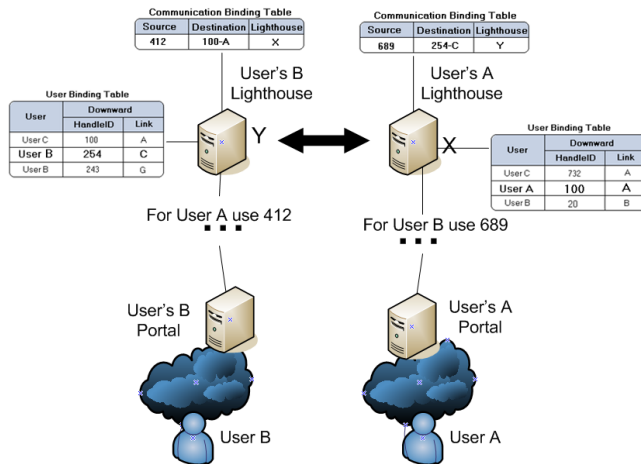 Communication Binding Table
Source Destination Lighthouse
412 100-A X
Communication Binding Table
Source Destination Lighthouse
689 254-C Y
User's B
Lighthouse
User's A
Lighthouse
User Binding Table
User Downward
HandleID Link
User C 100 A
User B 254 C
User B 243 G
Y
X
User Binding Table
User Downward
HandleID Link
User C 732 A
User A 100 A
User B 20 B
For User A use 412
For User B use 689
User's B
Portal
User's A
Portal
User B
User A